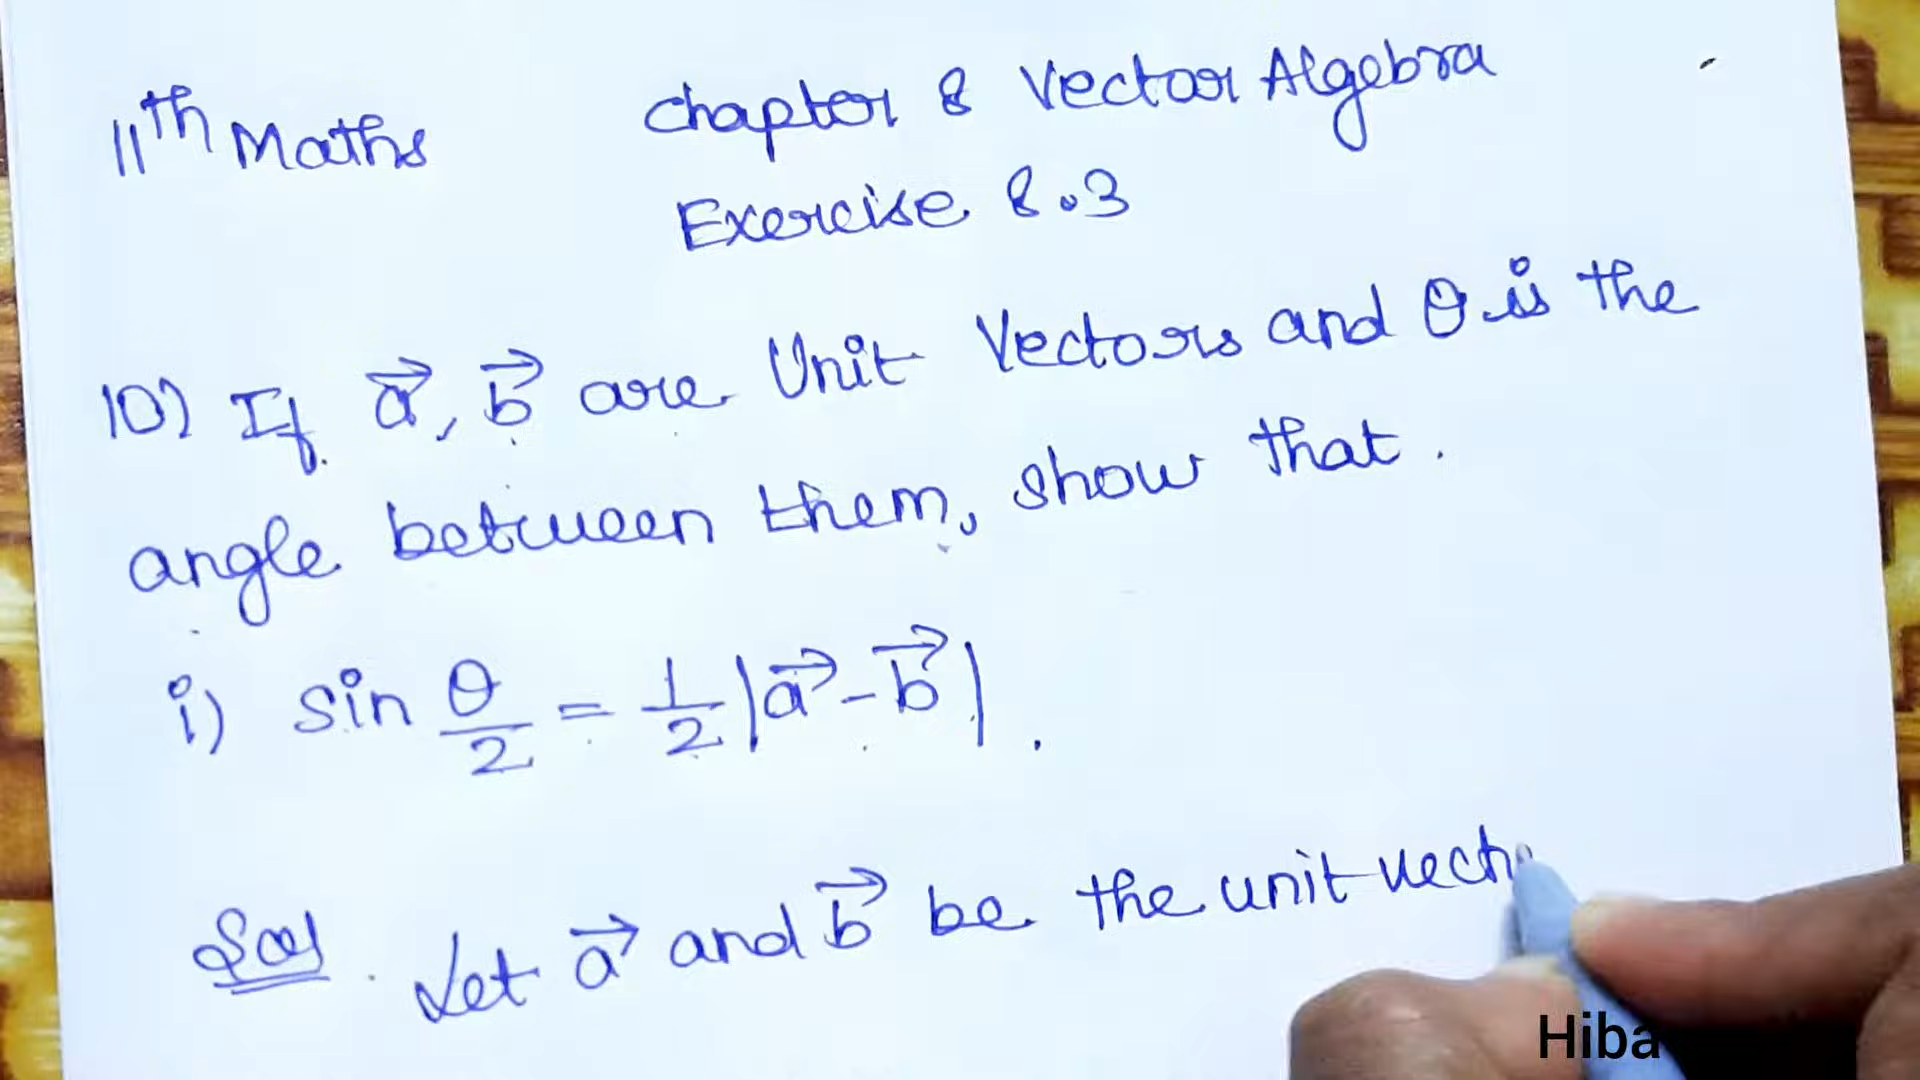 11th Maths
Chapter 8 Vector Algebra
Exercise 8.3
10) If a⃗, b⃗ are Unit Vectors and θ is the
angle between them, show that.
i) sin θ/2 = 1/2 |a⃗ - b⃗|.
Sol Let a⃗ and b⃗ be the unit vect
Hiba